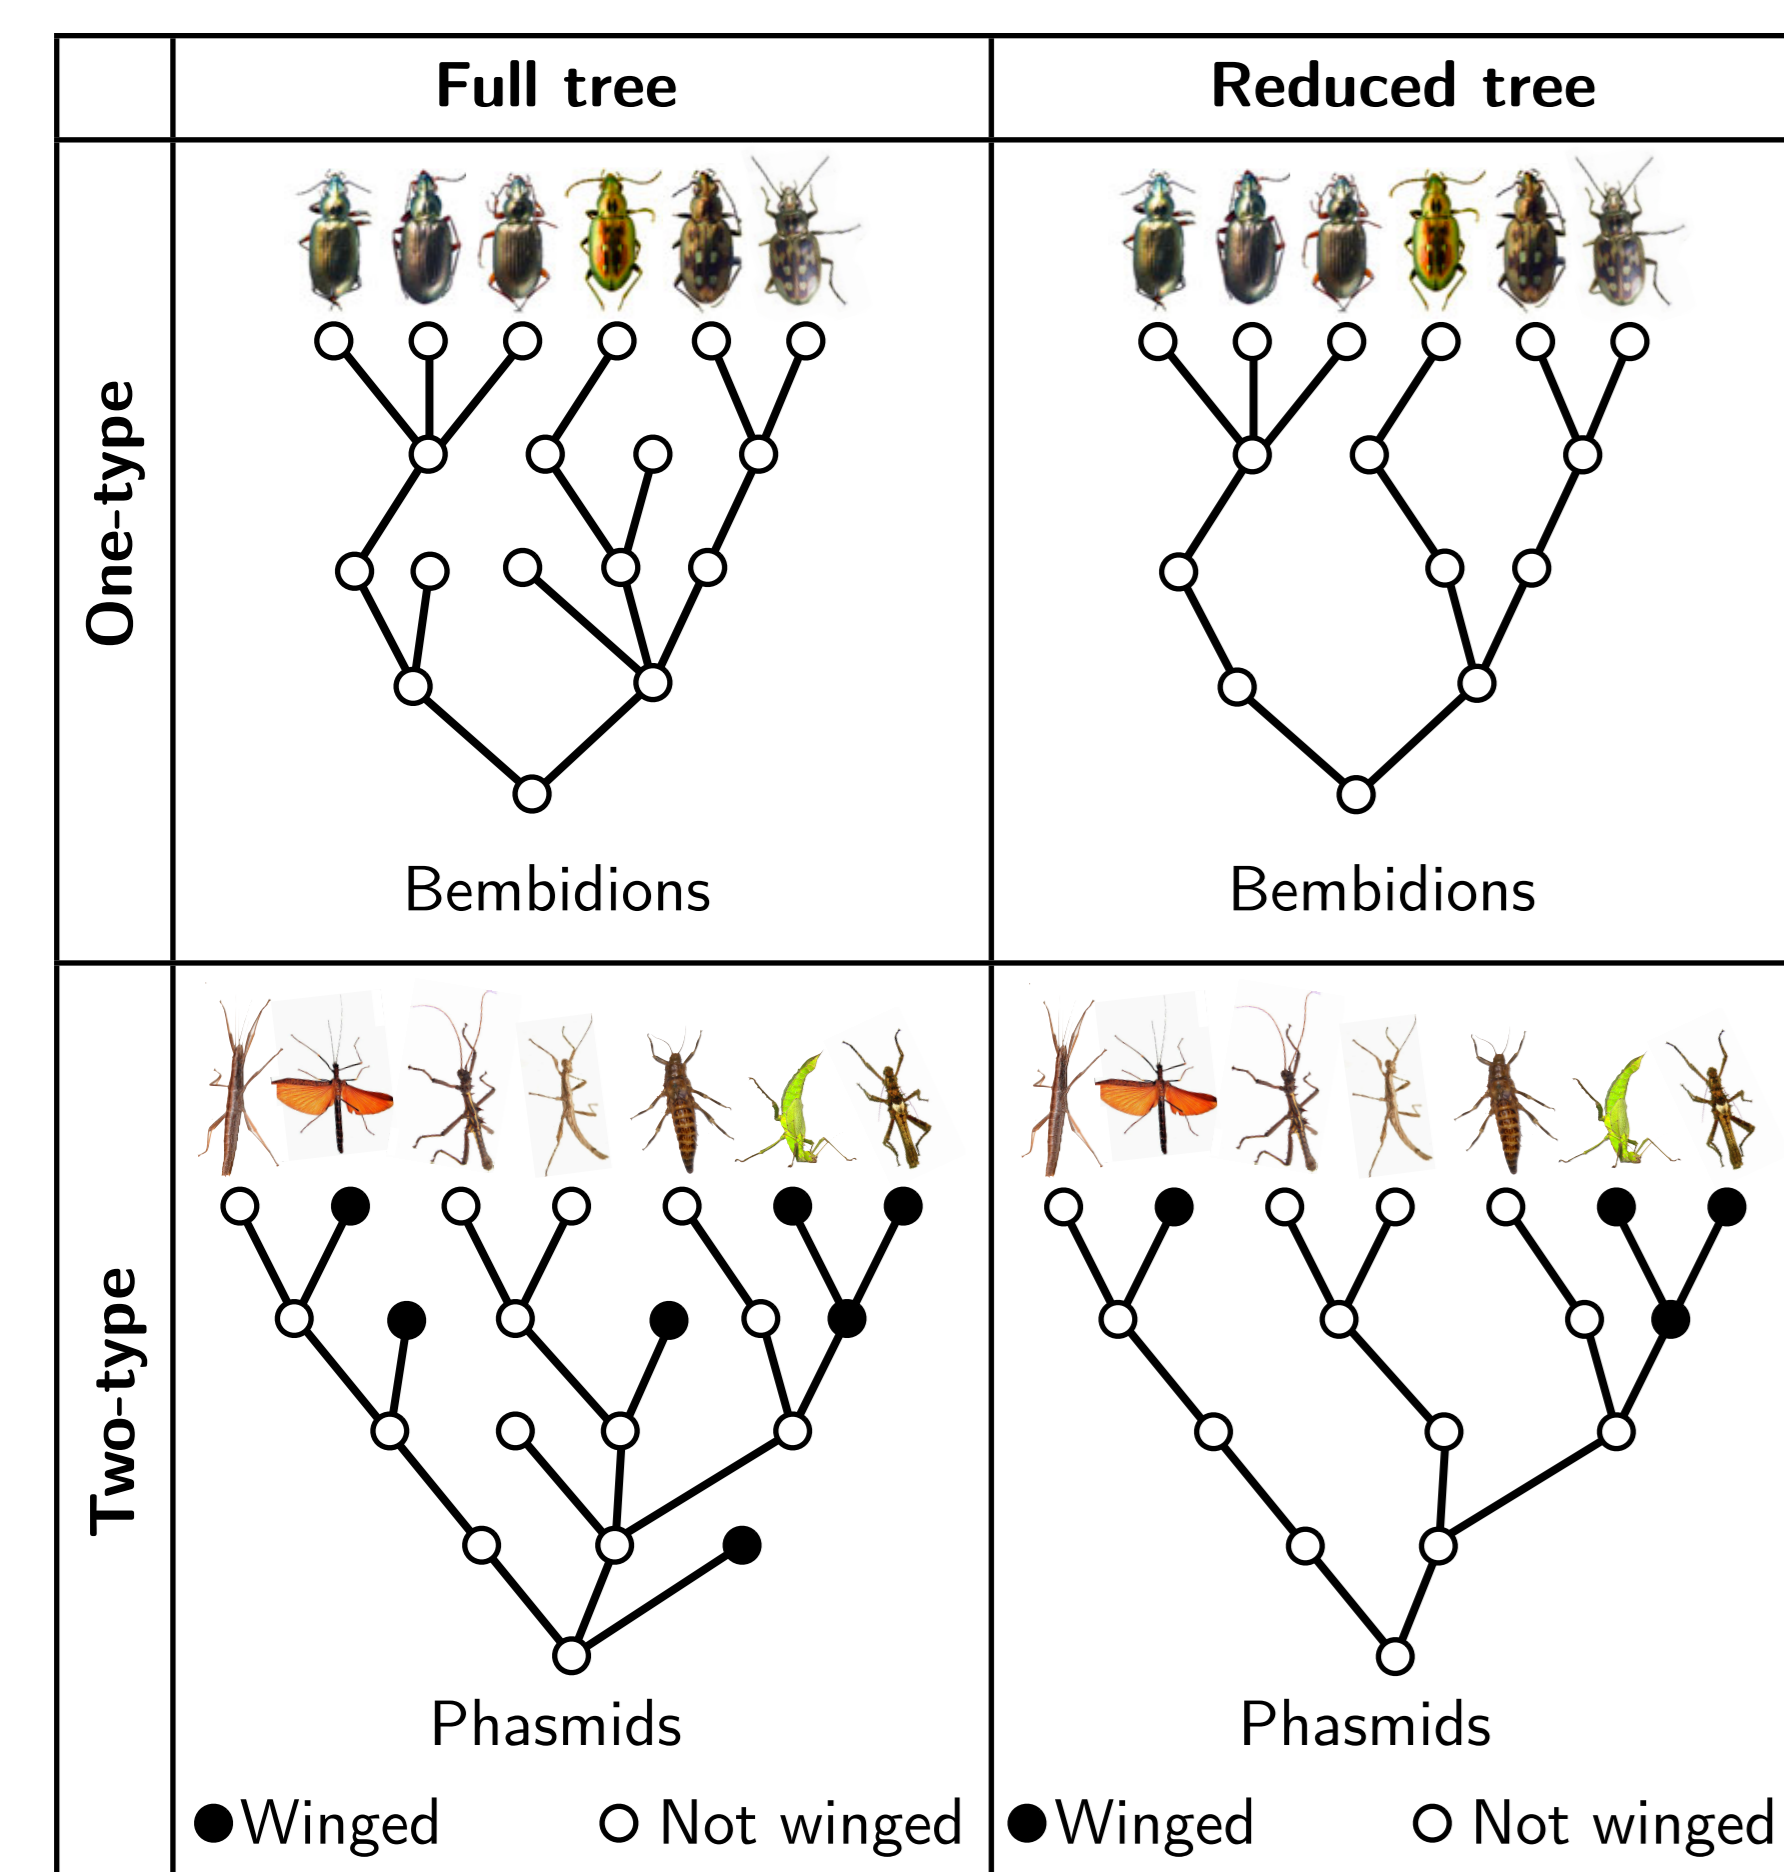 Full tree
Reduced tree
One-type
Bembidions
Bembidions
Two-type
Phasmids
Phasmids
Winged
Not winged
Winged
Not winged